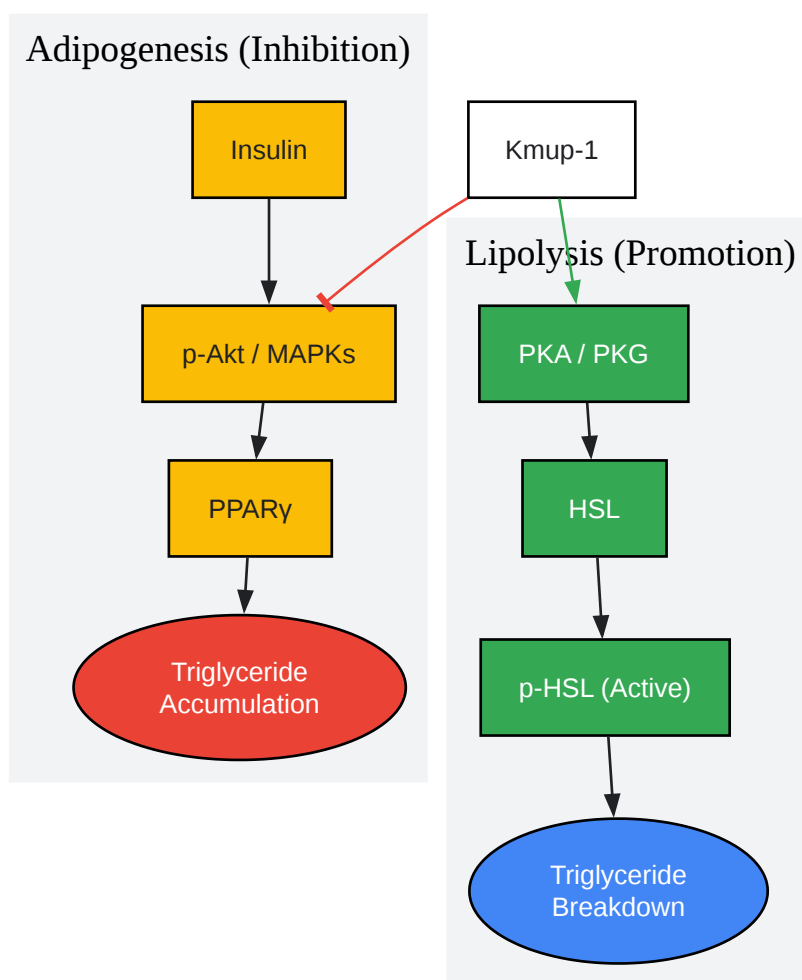 Adipogenesis (Inhibition)
Insulin
Kmup-1
Lipolysis (Promotion)
p-Akt / MAPKs
PKA / PKG
PPARγ
HSL
Triglyceride
Accumulation
p-HSL (Active)
Triglyceride
Breakdown